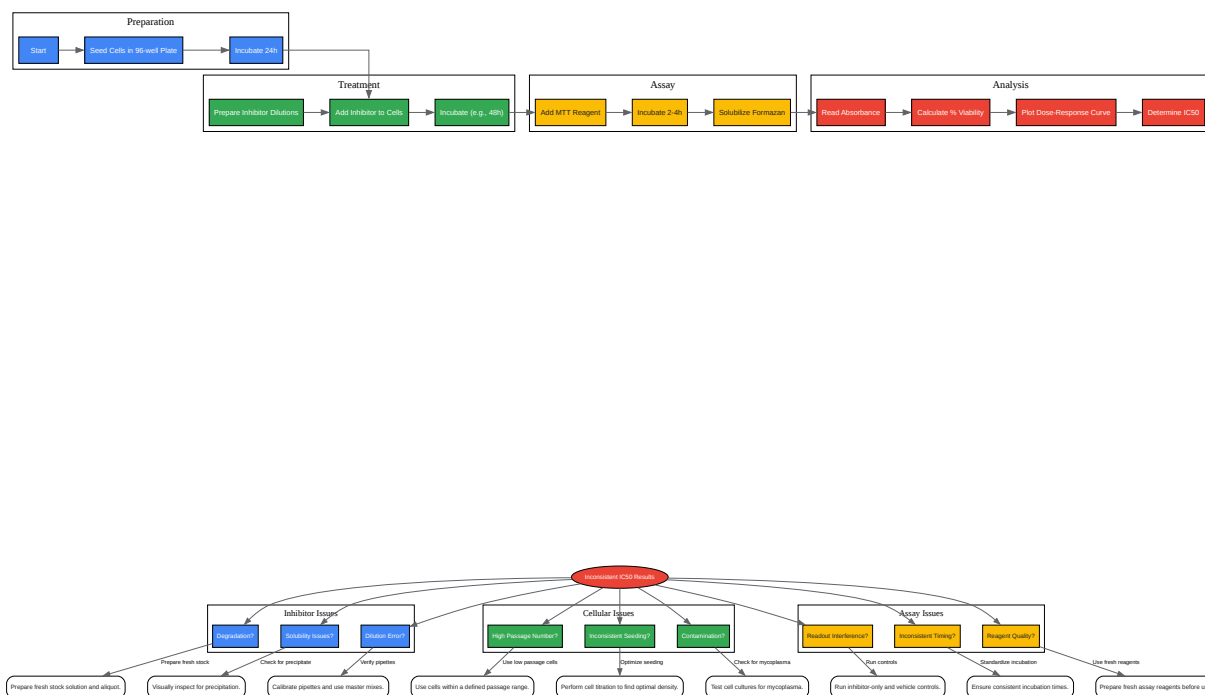 Preparation
Start
Seed Cells in 96-well Plate
Incubate 24h
Treatment
Prepare Inhibitor Dilutions
Add Inhibitor to Cells
Incubate (e.g., 48h)
Assay
Add MTT Reagent
Incubate 2-4h
Solubilize Formazan
Analysis
Read Absorbance
Calculate % Viability
Plot Dose-Response Curve
Determine IC50
Inconsistent IC50 Results
Inhibitor Issues
Degradation?
Solubility Issues?
Dilution Error?
Cellular Issues
High Passage Number?
Inconsistent Seeding?
Contamination?
Assay Issues
Readout Interference?
Inconsistent Timing?
Reagent Quality?
Prepare fresh stock
Check for precipitate
Verify pipettes
Use low passage cells
Optimize seeding
Check for mycoplasma
Run controls
Standardize incubation
Use fresh reagents
Prepare fresh stock solution and aliquot.
Visually inspect for precipitation.
Calibrate pipettes and use master mixes.
Use cells within a defined passage range.
Perform cell titration to find optimal density.
Test cell cultures for mycoplasma.
Run inhibitor-only and vehicle controls.
Ensure consistent incubation times.
Prepare fresh assay reagents before